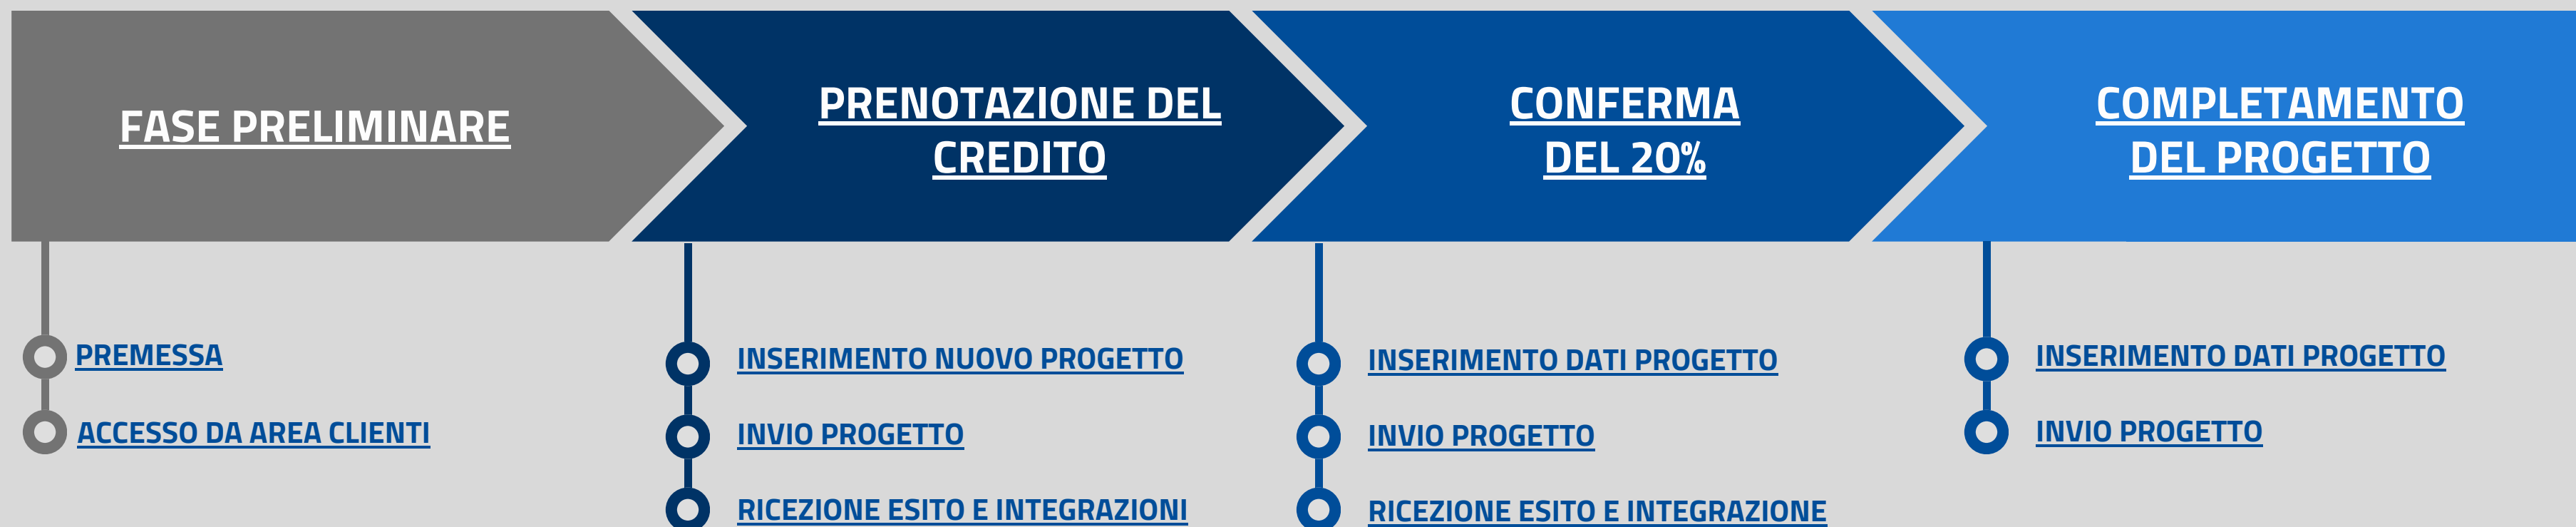 FASE PRELIMINARE
PRENOTAZIONE DEL
CREDITO
CONFERMA
DEL 20%
COMPLETAMENTO
DEL PROGETTO
PREMESSA
ACCESSO DA AREA CLIENTI
INSERIMENTO NUOVO PROGETTO
INVIO PROGETTO
RICEZIONE ESITO E INTEGRAZIONI
INSERIMENTO DATI PROGETTO
INVIO PROGETTO
RICEZIONE ESITO E INTEGRAZIONE
INSERIMENTO DATI PROGETTO
INVIO PROGETTO